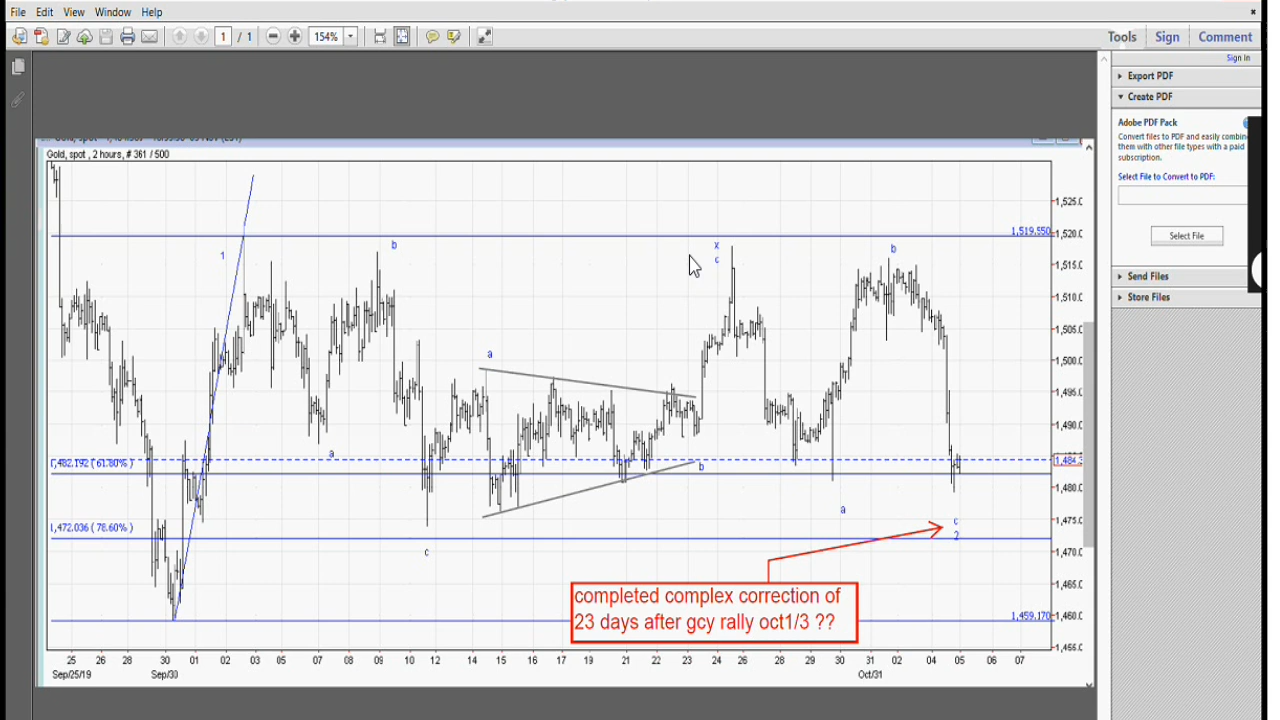 File Edit View Window Help
1 / 1 154% Tools Sign Comment
Sign In
Export PDF
Create PDF
Adobe PDF Pack
Convert files to PDF and easily combin
them with other file types with a paid
subscription.
Select File to Convert to PDF:
Select File
Send Files
Store Files
Gold, spot , 2 hours, # 361 / 500
1,519.550
1,482.192 ( 61.80% )
1,472.036 ( 78.60% )
1,459.170
1,525.0
1,520.0
1,515.0
1,510.0
1,505.0
1,500.0
1,495.0
1,490.0
1,484.3
1,480.0
1,475.0
1,470.0
1,465.0
1,460.0
1,455.0
1
a
b
c
a
b
x
c
a
b
c
2
completed complex correction of
23 days after gcy rally oct1/3 ??
25 26 28 30 01 02 03 05 07 08 09 10 12 14 15 16 17 19 21 22 23 24 26 28 29 30 31 02 04 05 06 07
Sep/25/19 Sep/30 Oct/31